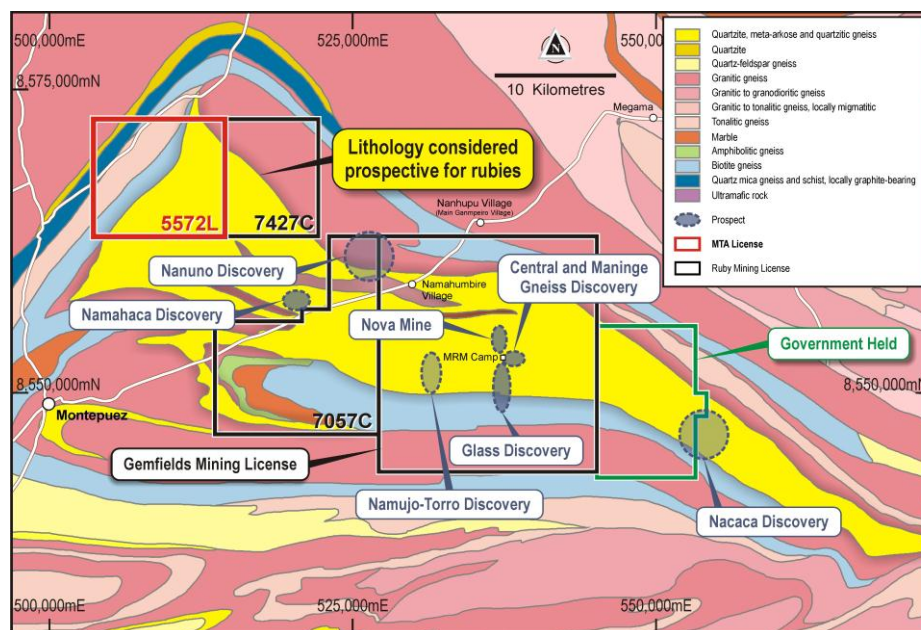 500,000mE
525,000mE
550,000
8,575,000mN
N
10 Kilometres
Megama
Quartzite, meta-arkose and quartzitic gneiss
Quartzite
Quartz-feldspar gneiss
Granitic gneiss
Granitic to granodioritic gneiss
Granitic to tonalitic gneiss, locally migmatitic
Tonalitic gneiss
Marble
Amphibolitic gneiss
Biotite gneiss
Quartz mica gneiss and schist, locally graphite-bearing
Ultramafic rock
Prospect
MTA License
Ruby Mining License
Lithology considered
prospective for rubies
5572L
7427C
Nanhupu Village
(Main Ganmpeiro Village)
Nanuno Discovery
Central and Maninge
Gneiss Discovery
Namahumbire
Village
Namahaca Discovery
Nova Mine
MRM Camp
Government Held
8,550,000mN
8,550,000mN
Montepuez
7057C
Gemfields Mining License
Glass Discovery
Namujo-Torro Discovery
Nacaca Discovery
500,000mE
525,000mE
550,000mE